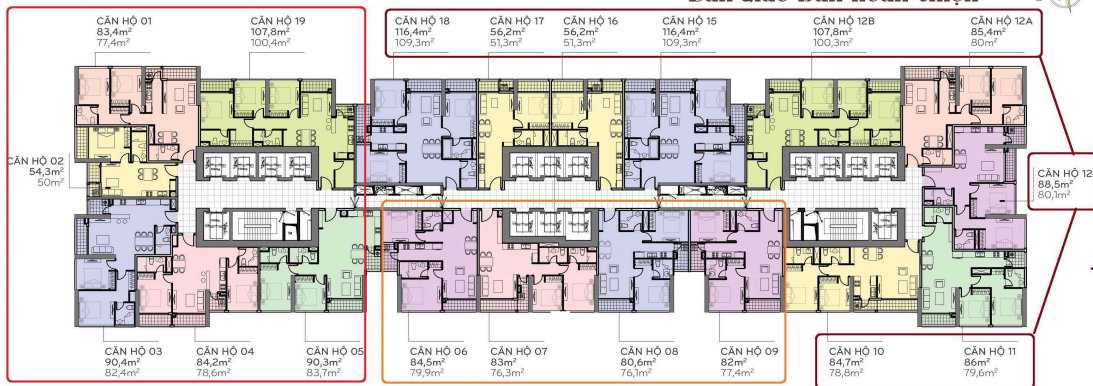 CĂN HỘ 01
83,4m²
77,4m²
CĂN HỘ 19
107,8m²
100,4m²
CĂN HỘ 18
116,4m²
109,3m²
CĂN HỘ 17
56,2m²
51,3m²
CĂN HỘ 16
56,2m²
51,3m²
CĂN HỘ 15
116,4m²
109,3m²
CĂN HỘ 12B
107,8m²
100,3m²
CĂN HỘ 12A
85,4m²
80m²
CĂN HỘ 02
54,3m²
50m²
CĂN HỘ 12
88,5m²
80,1m²
CĂN HỘ 03
90,4m²
82,4m²
CĂN HỘ 04
84,2m²
78,6m²
CĂN HỘ 05
90,3m²
83,7m²
CĂN HỘ 06
84,5m²
79,9m²
CĂN HỘ 07
83m²
76,3m²
CĂN HỘ 08
80,6m²
76,1m²
CĂN HỘ 09
82m²
77,4m²
CĂN HỘ 10
84,7m²
78,8m²
CĂN HỘ 11
86m²
79,6m²